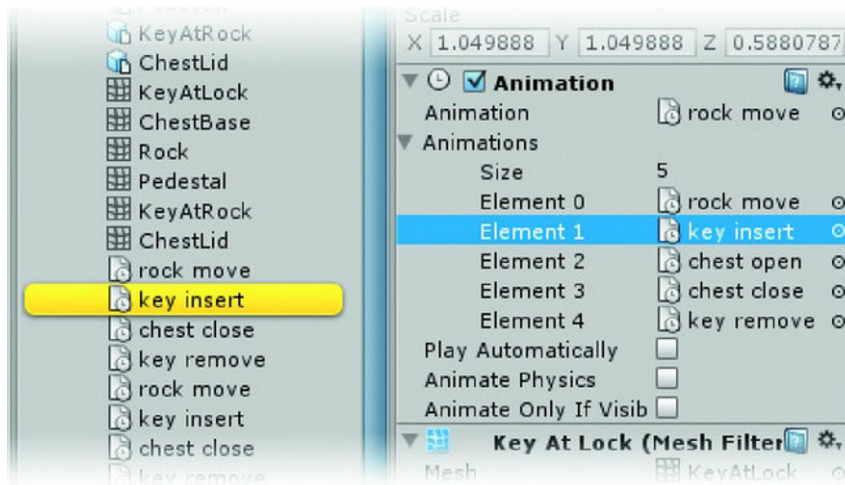 Pedestal
KeyAtRock
ChestLid
KeyAtLock
ChestBase
Rock
Pedestal
KeyAtRock
ChestLid
rock move
key insert
chest close
key remove
rock move
key insert
chest close
key remove
Scale
X 1.049888 Y 1.049888 Z 0.5880787
Animation
Animation rock move
Animations
Size 5
Element 0 rock move
Element 1 key insert
Element 2 chest open
Element 3 chest close
Element 4 key remove
Play Automatically
Animate Physics
Animate Only If Visib
Key At Lock (Mesh Filter
Mesh KeyAtLock